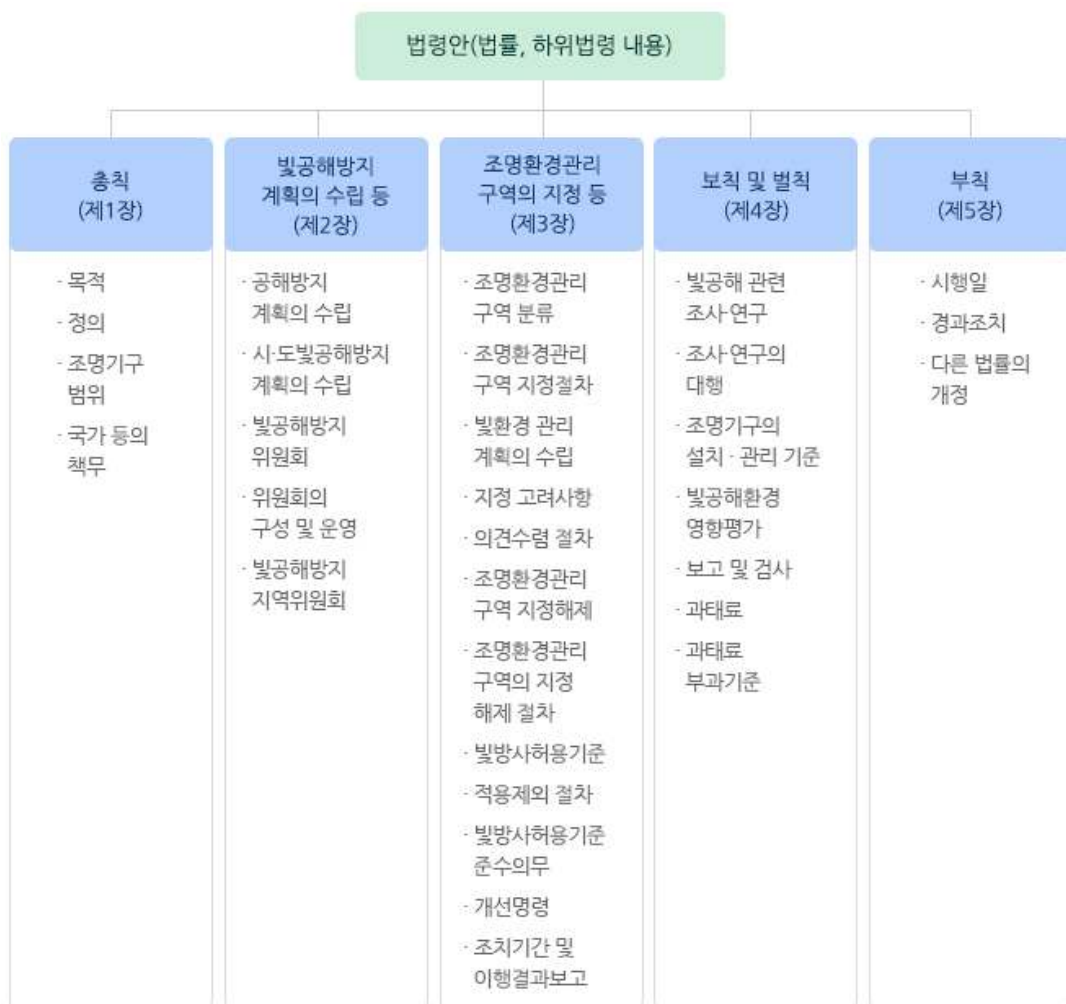 법령안(법률, 하위법령 내용)
총칙
(제1장)
· 목적
· 정의
· 조명기구
범위
· 국가 등의
책무
빛공해방지
계획의 수립 등
(제2장)
· 공해방지
계획의 수립
· 시·도빛공해방지
계획의 수립
· 빛공해방지
위원회
· 위원회의
구성 및 운영
· 빛공해방지
지역위원회
조명환경관리
구역의 지정 등
(제3장)
· 조명환경관리
구역 분류
· 조명환경관리
구역 지정절차
· 빛환경 관리
계획의 수립
· 지정 고려사항
· 의견수렴 절차
· 조명환경관리
구역 지정해제
· 조명환경관리
구역의 지정
해제 절차
· 빛방사허용기준
· 적용제외 절차
· 빛방사허용기준
준수의무
· 개선명령
· 조치기간 및
이행결과보고
보칙 및 벌칙
(제4장)
· 빛공해 관련
조사·연구
· 조사·연구의
대행
· 조명기구의
설치 · 관리 기준
· 빛공해환경
영향평가
· 보고 및 검사
· 과태료
· 과태료
부과기준
부칙
(제5장)
· 시행일
· 경과조치
· 다른 법률의
개정